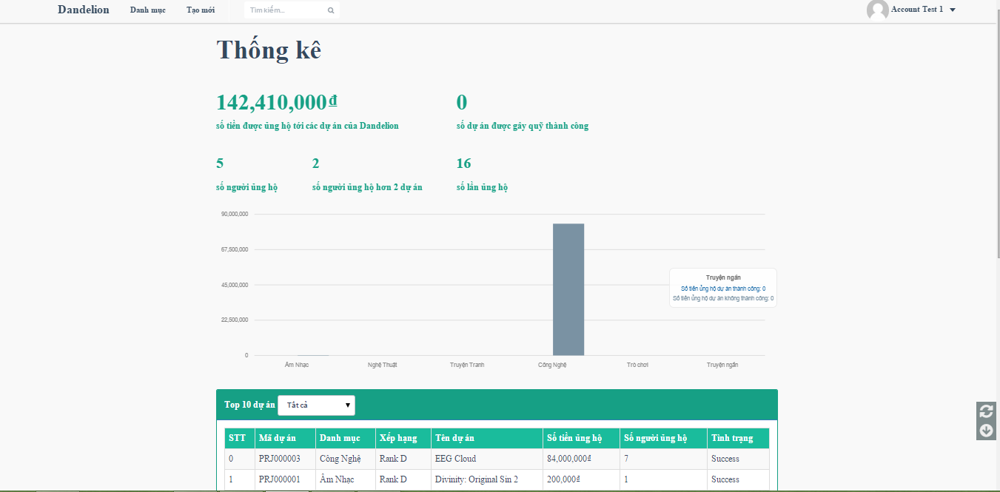 Dandelion Danh mục Tạo mới Tìm kiếm... Account Test 1
Thống kê
142,410,000₫ 0
số tiền được ủng hộ tới các dự án của Dandelion số dự án được gây quỹ thành công
5 2 16
số người ủng hộ số người ủng hộ hơn 2 dự án số lần ủng hộ
90,000,000
67,500,000
45,000,000
22,500,000
0
Truyện ngắn
Số tiền ủng hộ dự án thành công: 0
Số tiền ủng hộ dự án không thành công: 0
Âm Nhạc Nghệ Thuật Truyện Tranh Công Nghệ Trò chơi Truyện ngắn
Top 10 dự án Tất cả
STT Mã dự án Danh mục Xếp hạng Tên dự án Số tiền ủng hộ Số người ủng hộ Tình trạng
0 PRJ000003 Công Nghệ Rank D EEG Cloud 84,000,000₫ 7 Success
1 PRJ000001 Âm Nhạc Rank D Divinity: Original Sin 2 200,000₫ 1 Success